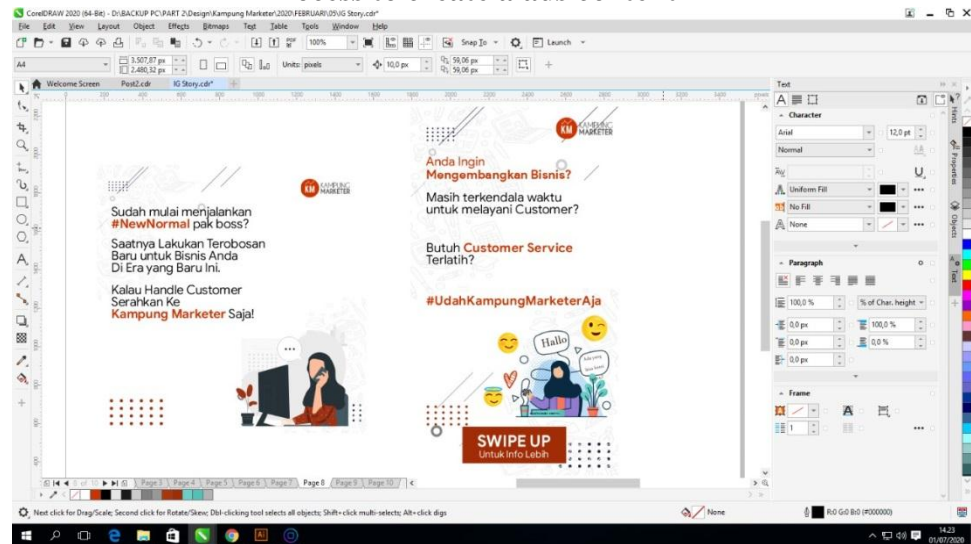 CorelDRAW 2020 (64-Bit) - D:\BACKUP PC\PART 2\Design\Kampung Marketer\2020\FEBRUARI\05\IG Story.cdr*
File Edit View Layout Object Effects Bitmaps Text Table Tools Window Help
100% Snap To Launch
A4 3.507,87 px 2.480,32 px Units: pixels 10,0 px 59,06 px 59,06 px
Welcome Screen Post2.cdr IG Story.cdr*
KAMPUNG
KM MARKETER
Sudah mulai menjalankan
#NewNormal pak boss?
Saatnya Lakukan Terobosan
Baru untuk Bisnis Anda
Di Era yang Baru Ini.
Kalau Handle Customer
Serahkan Ke
Kampung Marketer Saja!
KAMPUNG
KM MARKETER
Anda Ingin
Mengembangkan Bisnis?
Masih terkendala waktu
untuk melayani Customer?
Butuh Customer Service
Terlatih?
#UdahKampungMarketerAja
Hallo
SWIPE UP
Untuk Info Lebih
Text
Character
Arial 12,0 pt
Normal
Uniform Fill
No Fill
None
Paragraph
100,0 % % of Char. height
0,0 px 100,0 %
0,0 px 0,0 %
0,0 px
Frame
1
Hints
Properties
Objects
Text
Page 3 Page 4 Page 5 Page 6 Page 7 Page 8 Page 9 Page 10
Next click for Drag/Scale; Second click for Rotate/Skew; Dbl-clicking tool selects all objects; Shift+click multi-selects; Alt+click digs
None
R:0 G:0 B:0 (#000000)
14.23
01/07/2020